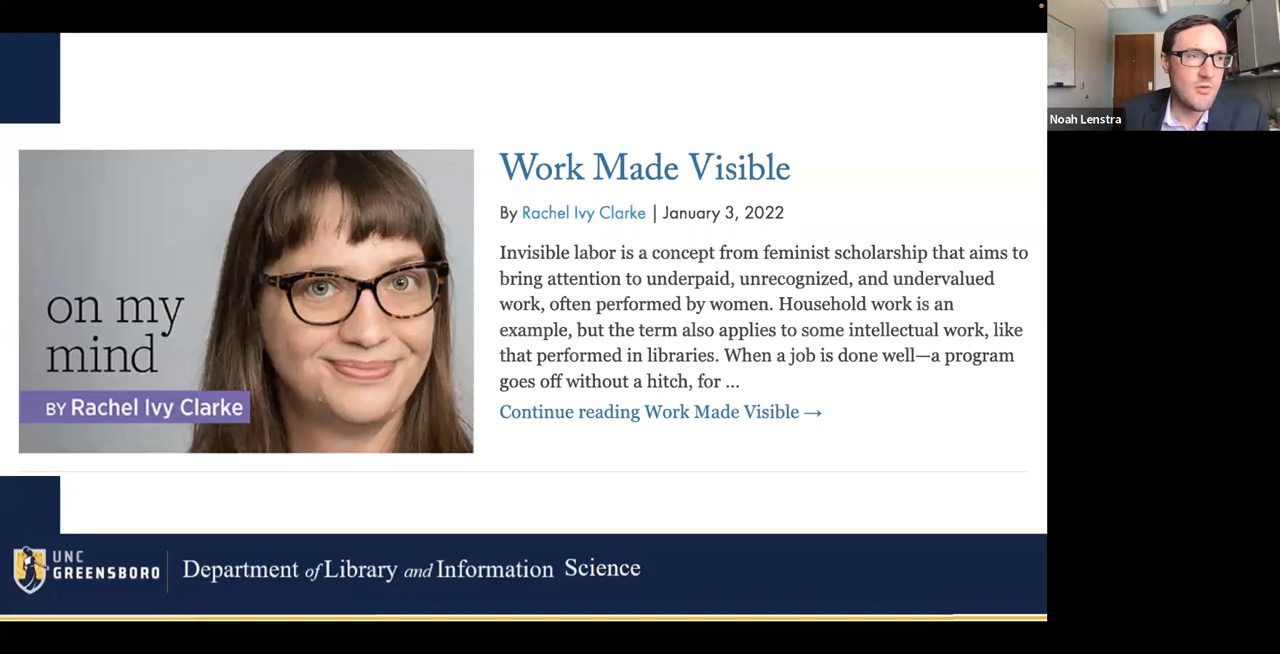 Noah Lenstra
on my
mind
BY Rachel Ivy Clarke
Work Made Visible
By Rachel Ivy Clarke | January 3, 2022
Invisible labor is a concept from feminist scholarship that aims to
bring attention to underpaid, unrecognized, and undervalued
work, often performed by women. Household work is an
example, but the term also applies to some intellectual work, like
that performed in libraries. When a job is done well—a program
goes off without a hitch, for ...
Continue reading Work Made Visible →
UNC
GREENSBORO
Department of Library and Information Science